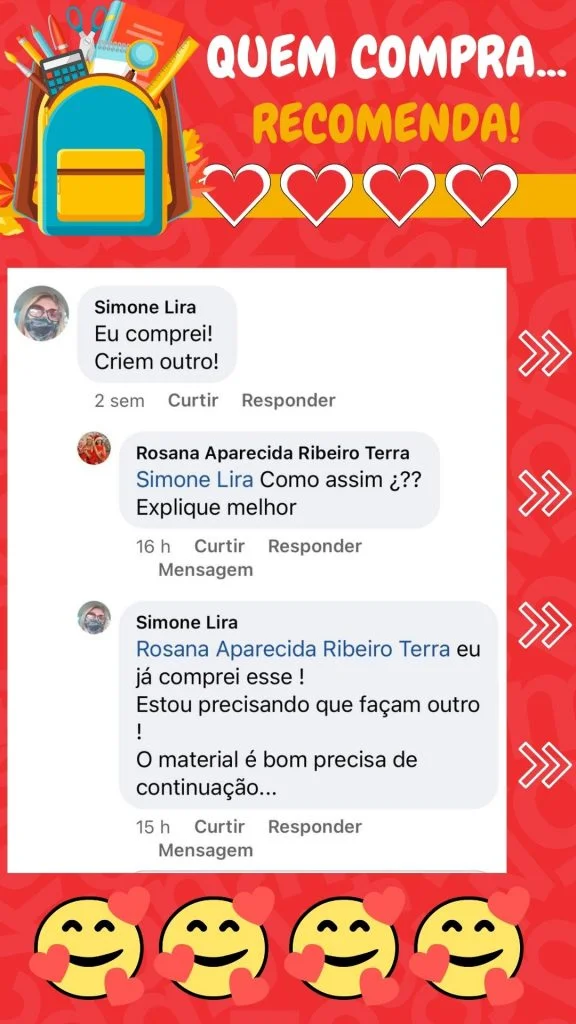 QUEM COMPRA...
RECOMENDA!
Simone Lira
Eu comprei!
Criem outro!
2 sem Curtir Responder
Rosana Aparecida Ribeiro Terra
Simone Lira Como assim ¿??
Explique melhor
16 h Curtir Responder
Mensagem
Simone Lira
Rosana Aparecida Ribeiro Terra eu
já comprei esse !
Estou precisando que façam outro
!
O material é bom precisa de
continuação...
15 h Curtir Responder
Mensagem